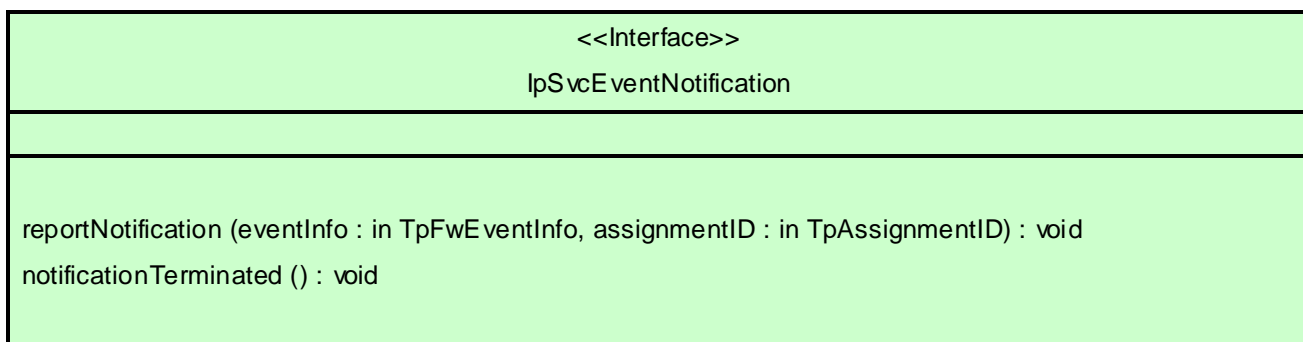 <<Interface>>
IpSvcEventNotification
reportNotification (eventInfo : in TpFwEventInfo, assignmentID : in TpAssignmentID) : void
notificationTerminated () : void